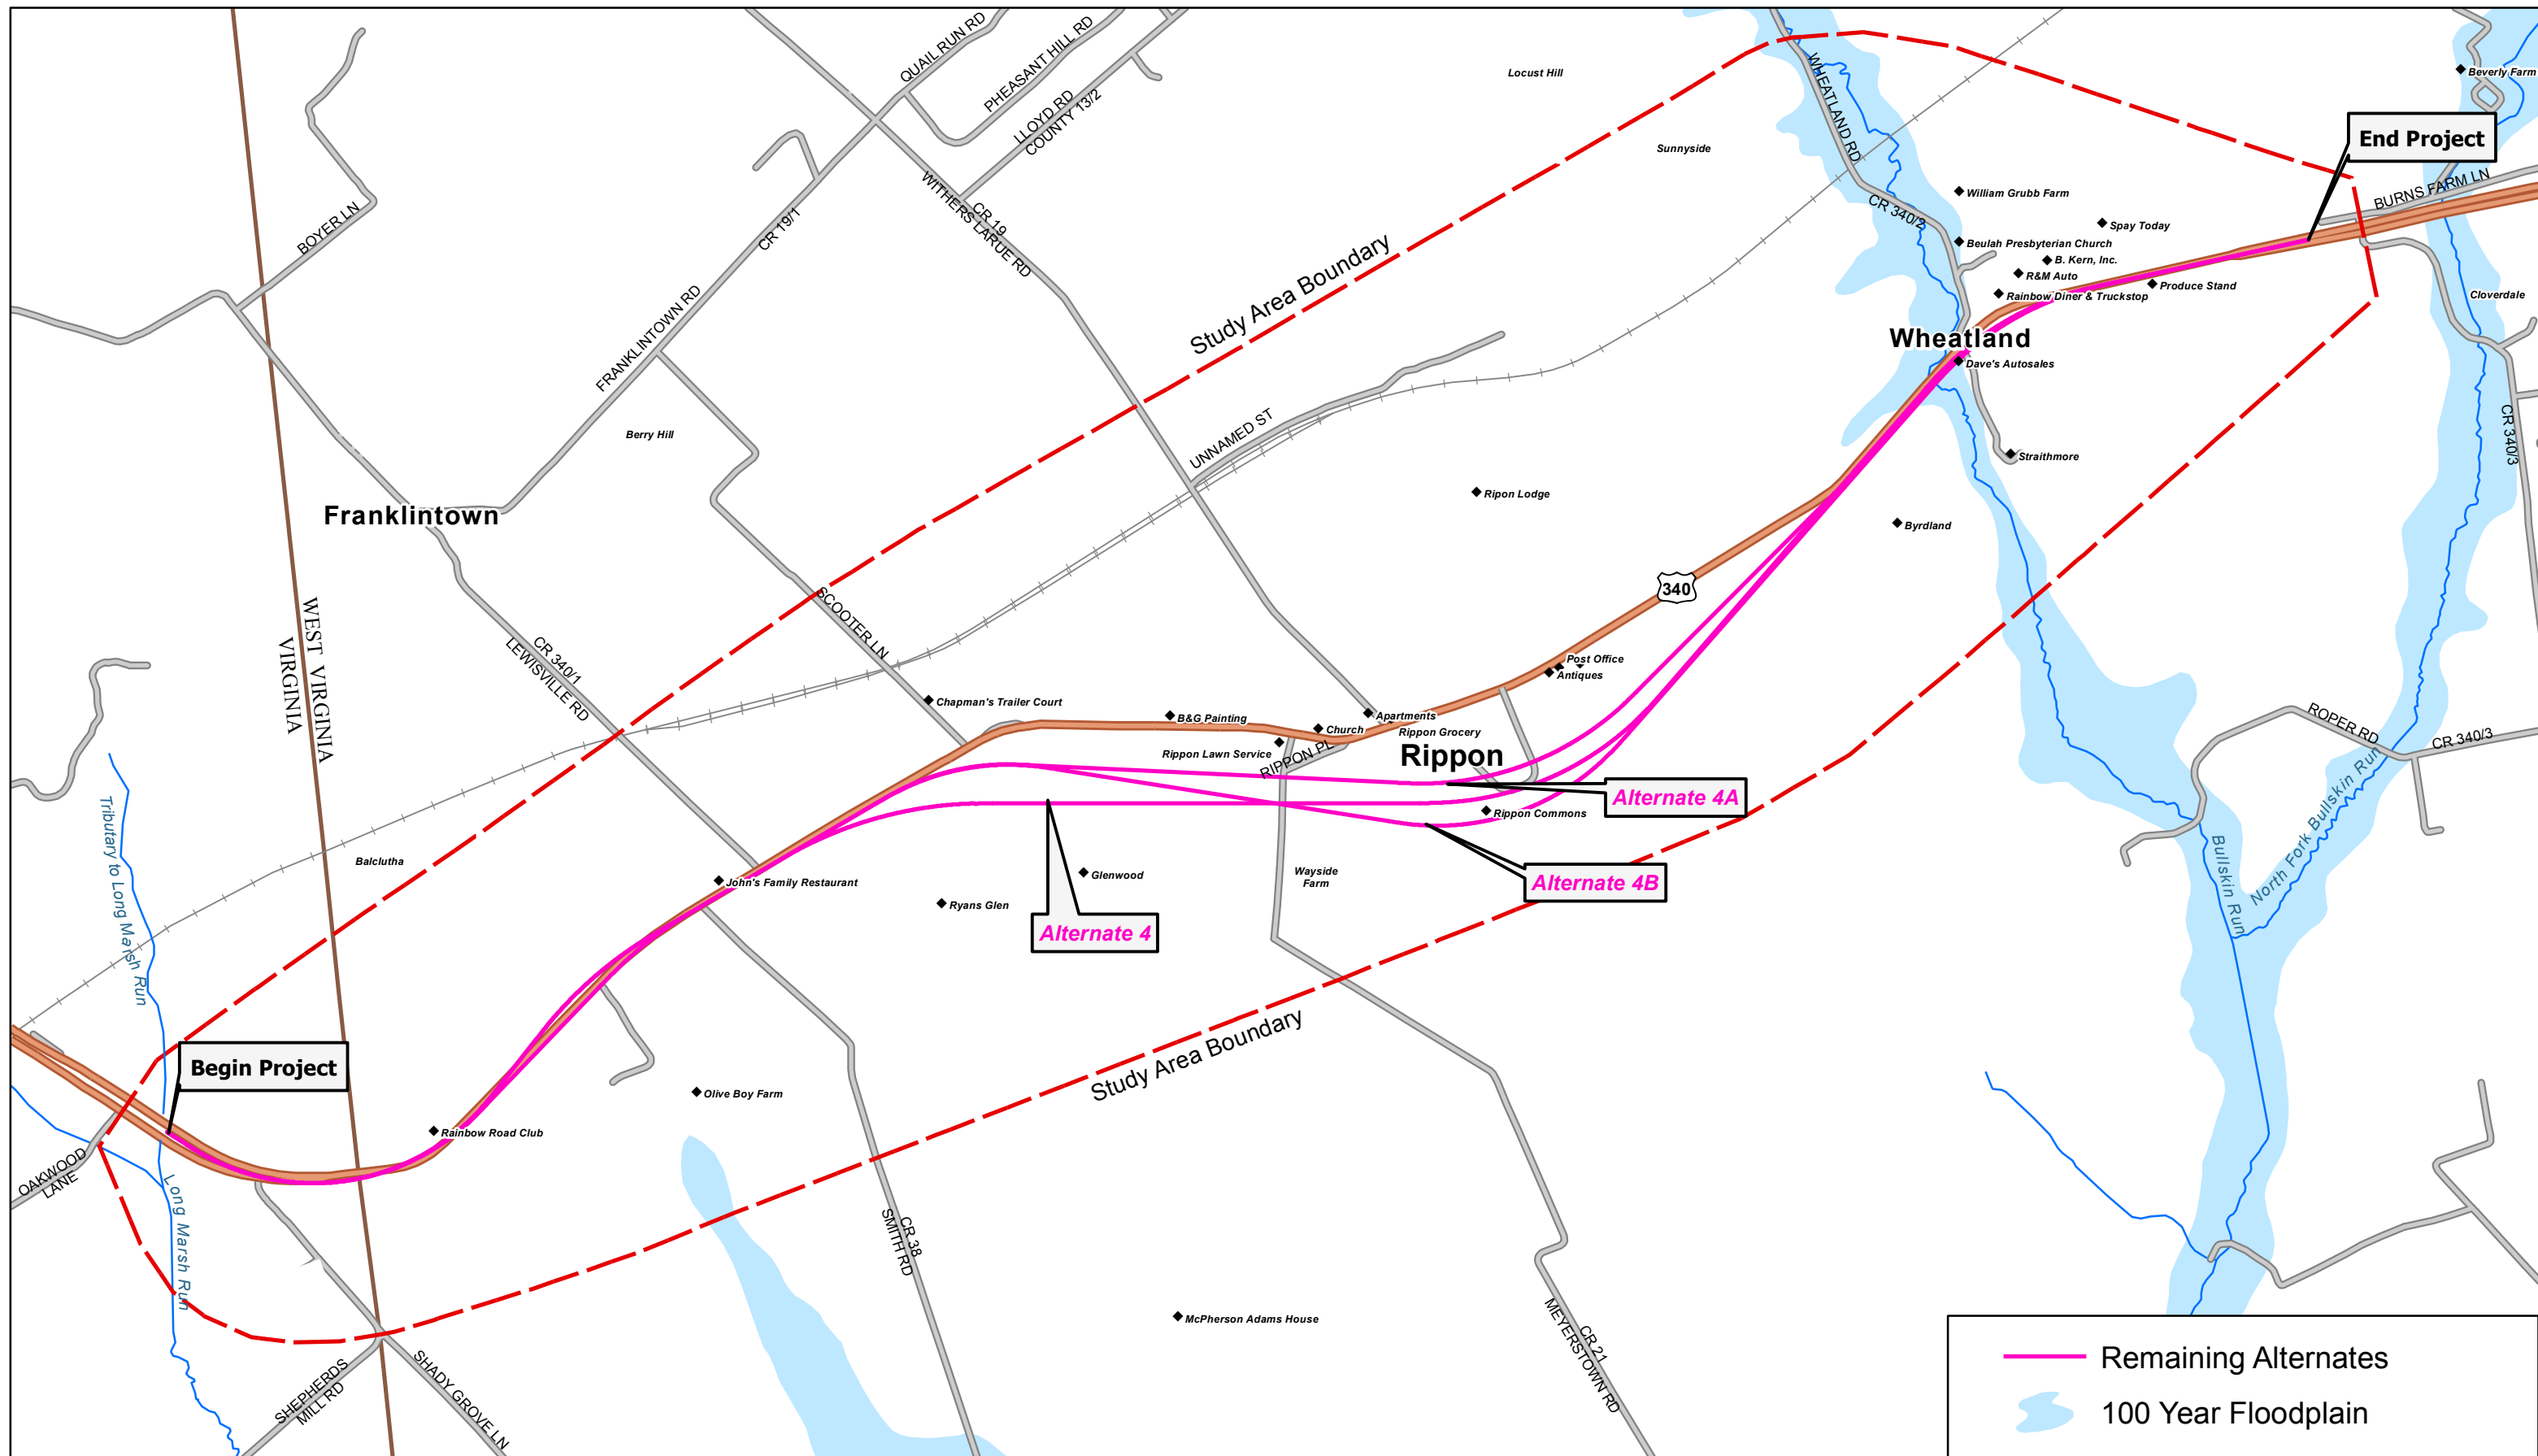 QUAIL RUN RD
PHEASANT HILL RD
LLOYD RD
COUNTY 13/2
Locust Hill
Sunnyside
WHEATLAND RD
Beverly Farm
End Project
BURNS FARM LN
William Grubb Farm
CR 340/2
Spay Today
Beulah Presbyterian Church
B. Kern, Inc.
R&M Auto
Produce Stand
Rainbow Diner & Truckstop
Cloverdale
Wheatland
Dave's Autosales
BOYER LN
CR 19/1
WITHERS LARUE RD
CR 19
Study Area Boundary
FRANKLINTOWN RD
Berry Hill
UNNAMED ST
CR 340/3
Straithmore
Ripon Lodge
Franklintown
Byrdland
340
WEST VIRGINIA
VIRGINIA
SCOOTER LN
CR 340/1
LEWISVILLE RD
Post Office
Antiques
Chapman's Trailer Court
B&G Painting
Apartments
Church
Rippon Grocery
Rippon Lawn Service
RIPPON PL
Rippon
ROPER RD
CR 340/3
Alternate 4A
Rippon Commons
Tributary to Long Marsh Run
Balclutha
John's Family Restaurant
Glenwood
Wayside
Farm
Alternate 4B
Ryans Glen
Alternate 4
Bullskin Run
North Fork Bullskin Run
Study Area Boundary
Begin Project
Olive Boy Farm
Rainbow Road Club
OAKWOOD
LANE
Long Marsh Run
CR 38
SMITH RD
McPherson Adams House
CR 21
MEYERSTOWN RD
SHEPHERDS
MILL RD
SHADY GROVE LN
Remaining Alternates
100 Year Floodplain